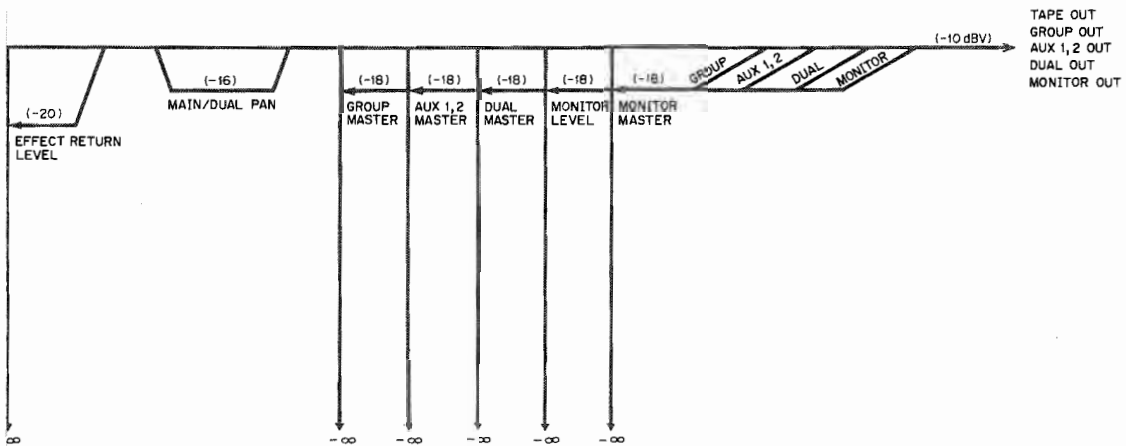 TAPE OUT
GROUP OUT
AUX 1, 2 OUT
DUAL OUT
MONITOR OUT
(-10 dBV)
GROUP
AUX 1, 2
DUAL
MONITOR
(-16)
MAIN/DUAL PAN
(-20)
EFFECT RETURN
LEVEL
(-18)
GROUP
MASTER
(-18)
AUX 1, 2
MASTER
(-18)
DUAL
MASTER
(-18)
MONITOR
LEVEL
(-18)
MONITOR
MASTER
∞
-∞
-∞
-∞
-∞
-∞